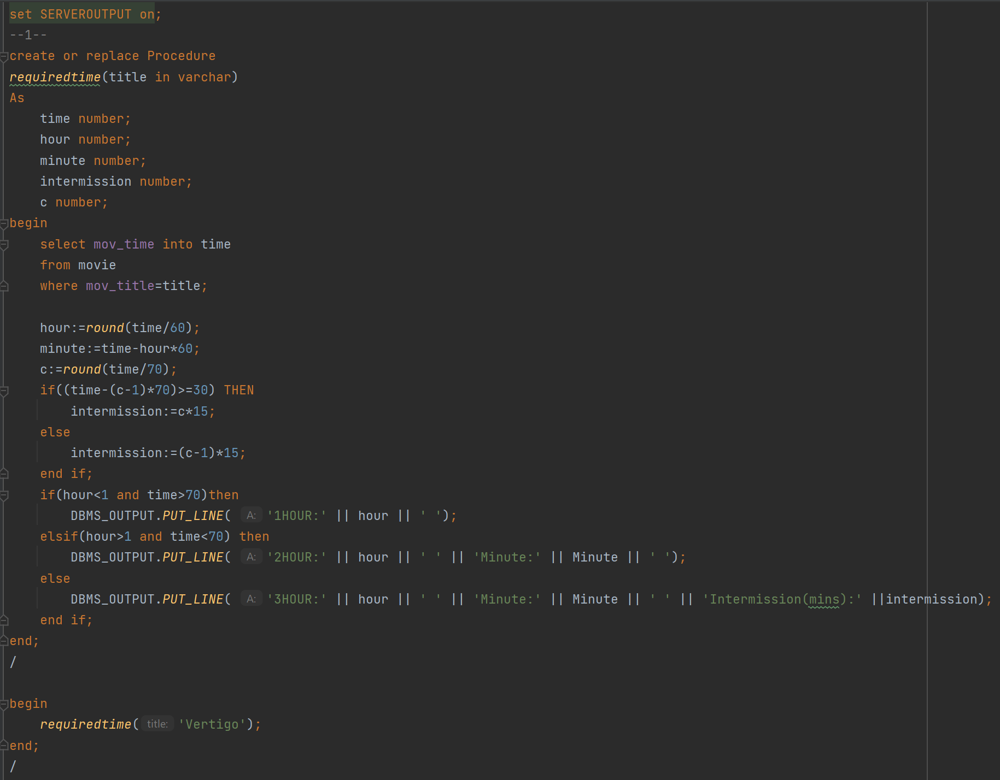 set SERVEROUTPUT on;
--1--
create or replace Procedure
requiredtime(title in varchar)
As
    time number;
    hour number;
    minute number;
    intermission number;
    c number;
begin
    select mov_time into time
    from movie
    where mov_title=title;

    hour:=round(time/60);
    minute:=time-hour*60;
    c:=round(time/70);
    if((time-(c-1)*70)>=30) THEN
        intermission:=c*15;
    else
        intermission:=(c-1)*15;
    end if;
    if(hour<1 and time>70)then
        DBMS_OUTPUT.PUT_LINE( A: '1HOUR:' || hour || ' ');
    elsif(hour>1 and time<70) then
        DBMS_OUTPUT.PUT_LINE( A: '2HOUR:' || hour || ' ' || 'Minute:' || Minute || ' ');
    else
        DBMS_OUTPUT.PUT_LINE( A: '3HOUR:' || hour || ' ' || 'Minute:' || Minute || ' ' || 'Intermission(mins):' ||intermission);
    end if;
end;
/

begin
    requiredtime( title: 'Vertigo');
end;
/